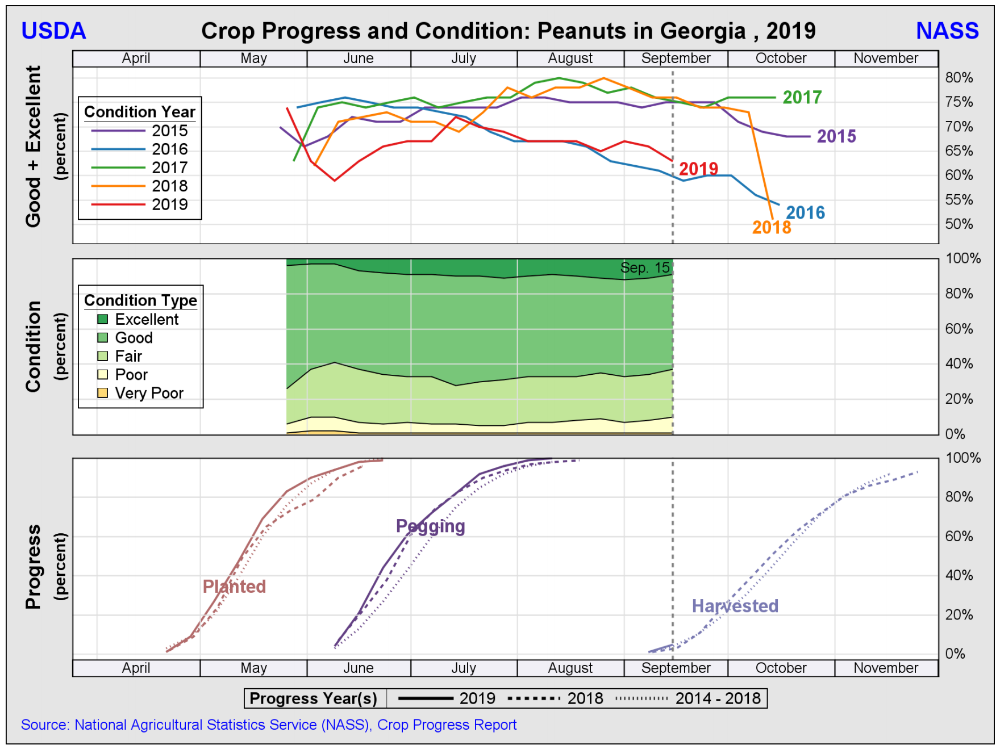 USDA Crop Progress and Condition: Peanuts in Georgia , 2019 NASS
April May June July August September October November
Good + Excellent
(percent)
80%
75%
70%
65%
60%
55%
50%
Condition Year
2015
2016
2017
2018
2019
2017
2015
2019
2016
2018
Condition
(percent)
100%
80%
60%
40%
20%
0%
Sep. 15
Condition Type
Excellent
Good
Fair
Poor
Very Poor
Progress
(percent)
100%
80%
60%
40%
20%
0%
Pegging
Planted
Harvested
April May June July August September October November
Progress Year(s) 2019 2018 2014 - 2018
Source: National Agricultural Statistics Service (NASS), Crop Progress Report